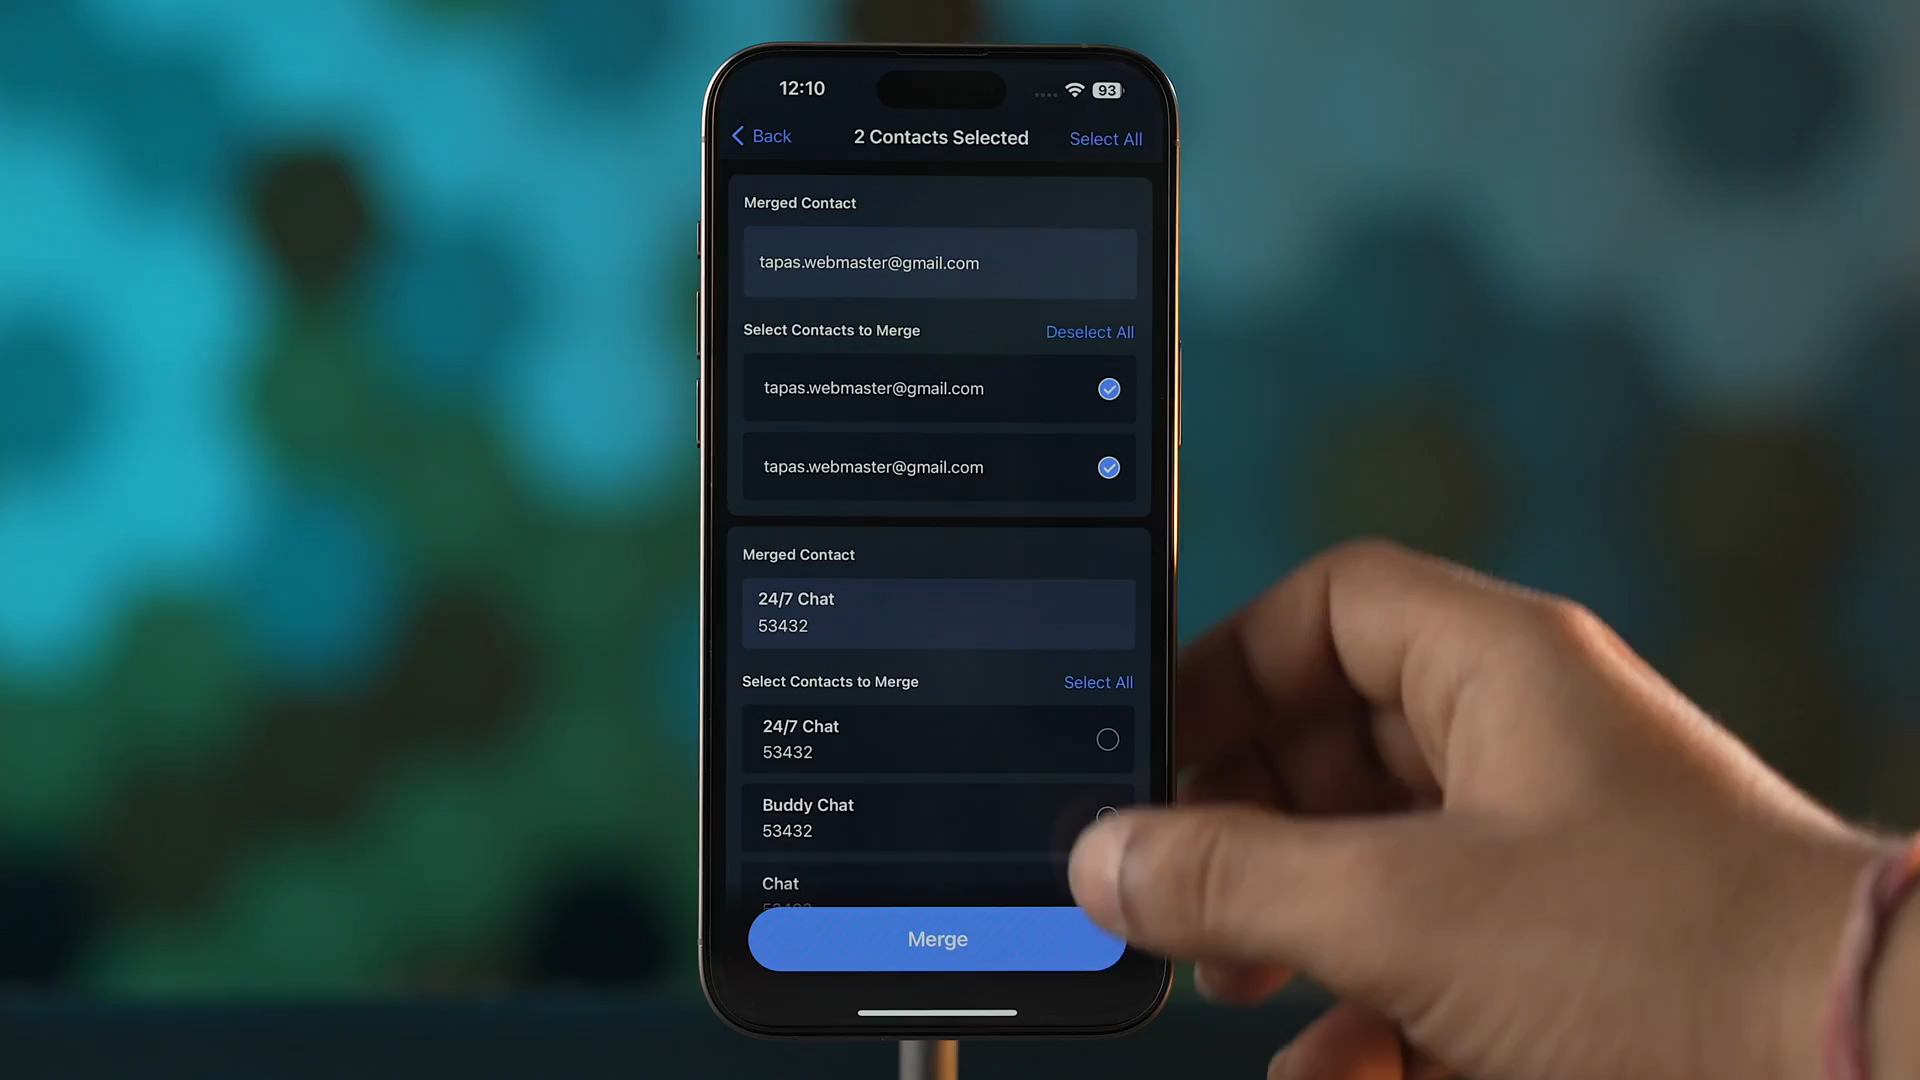 12:10
93
Back
2 Contacts Selected
Select All
Merged Contact
tapas.webmaster@gmail.com
Select Contacts to Merge
Deselect All
tapas.webmaster@gmail.com
tapas.webmaster@gmail.com
Merged Contact
24/7 Chat
53432
Select Contacts to Merge
Select All
24/7 Chat
53432
Buddy Chat
53432
Chat
Merge